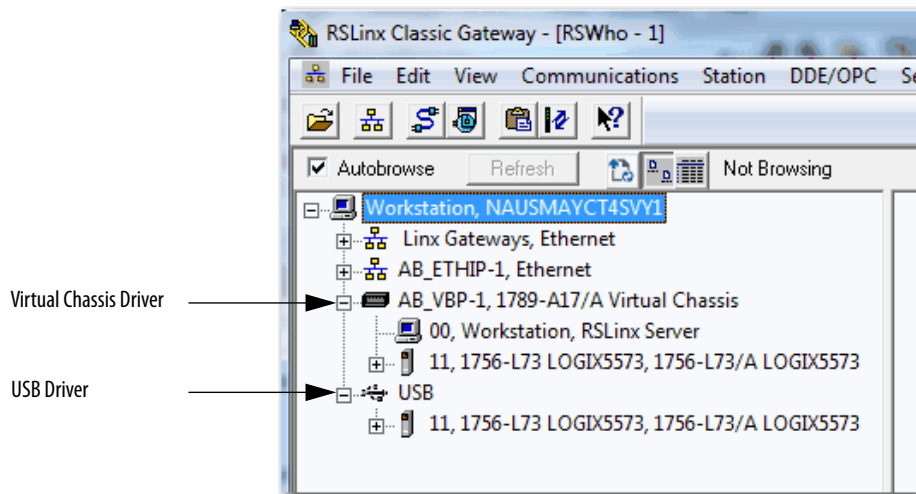 RSLinx Classic Gateway - [RSWho - 1]
File Edit View Communications Station DDE/OPC Se
Autobrowse Refresh Not Browsing
Workstation, NAUSMAYCT4SVY1
Linx Gateways, Ethernet
AB_ETHIP-1, Ethernet
Virtual Chassis Driver
AB_VBP-1, 1789-A17/A Virtual Chassis
00, Workstation, RSLinx Server
11, 1756-L73 LOGIX5573, 1756-L73/A LOGIX5573
USB Driver
USB
11, 1756-L73 LOGIX5573, 1756-L73/A LOGIX5573